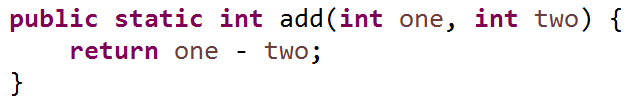 public static int add(int one, int two) {
    return one - two;
}